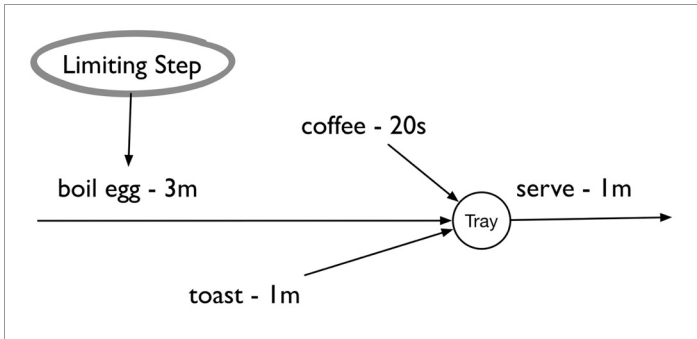 Limiting Step
coffee - 20s
boil egg - 3m
serve - 1m
Tray
toast - 1m